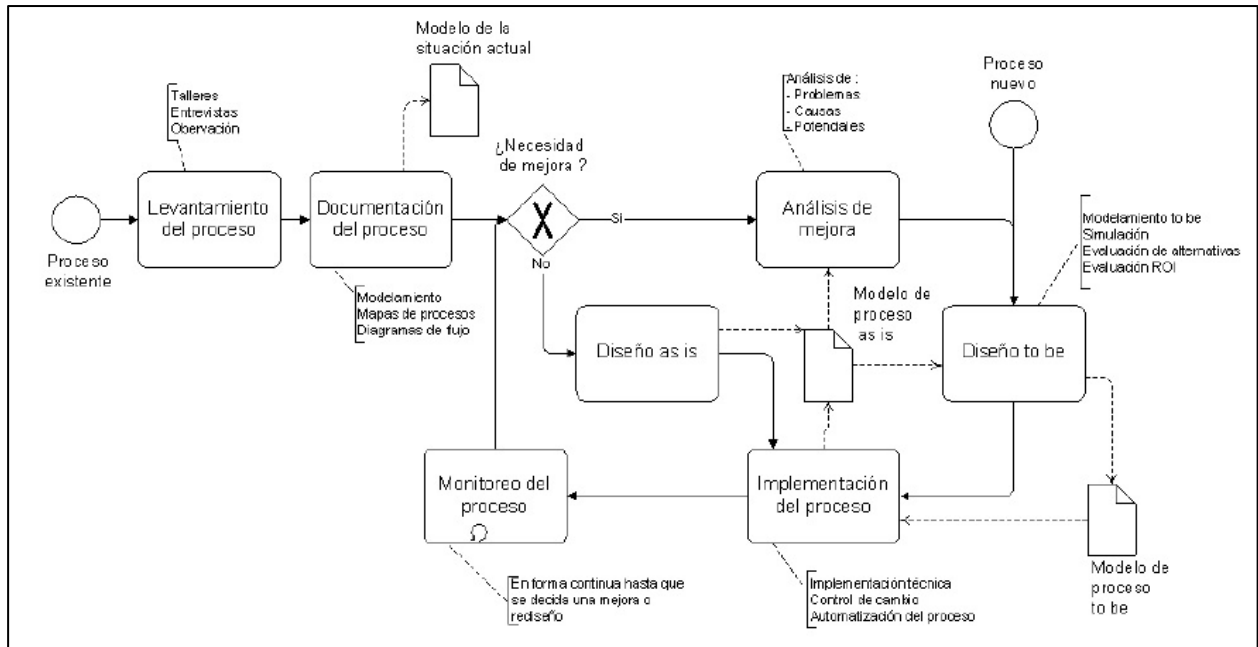 Modelo de la
situación actual
Talleres
Entrevistas
Obervación
¿Necesidad
de mejora ?
Análisis de :
- Problemas
- Causas
- Potenciales
Proceso
nuevo
Levantamiento
del proceso
Documentación
del proceso
X
Si
No
Análisis de
mejora
Proceso
existente
Modelamiento
Mapas de procesos
Diagramas de fujo
Modelamiento to be
Simulación
Evaluación de alternativas
Evaluación ROI
Diseño as is
Modelo de
proceso
as is
Diseño to be
Monitoreo del
proceso
Implementación
del proceso
En forma continua hasta que
se decida una mejora o
rediseño
Implementación técnica
Control de cambio
Automatización del proceso
Modelo de
proceso
to be